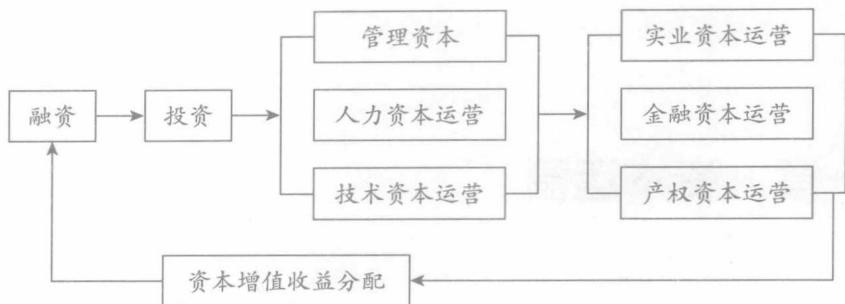 管理资本
实业资本运营
融资
投资
人力资本运营
金融资本运营
技术资本运营
产权资本运营
资本增值收益分配